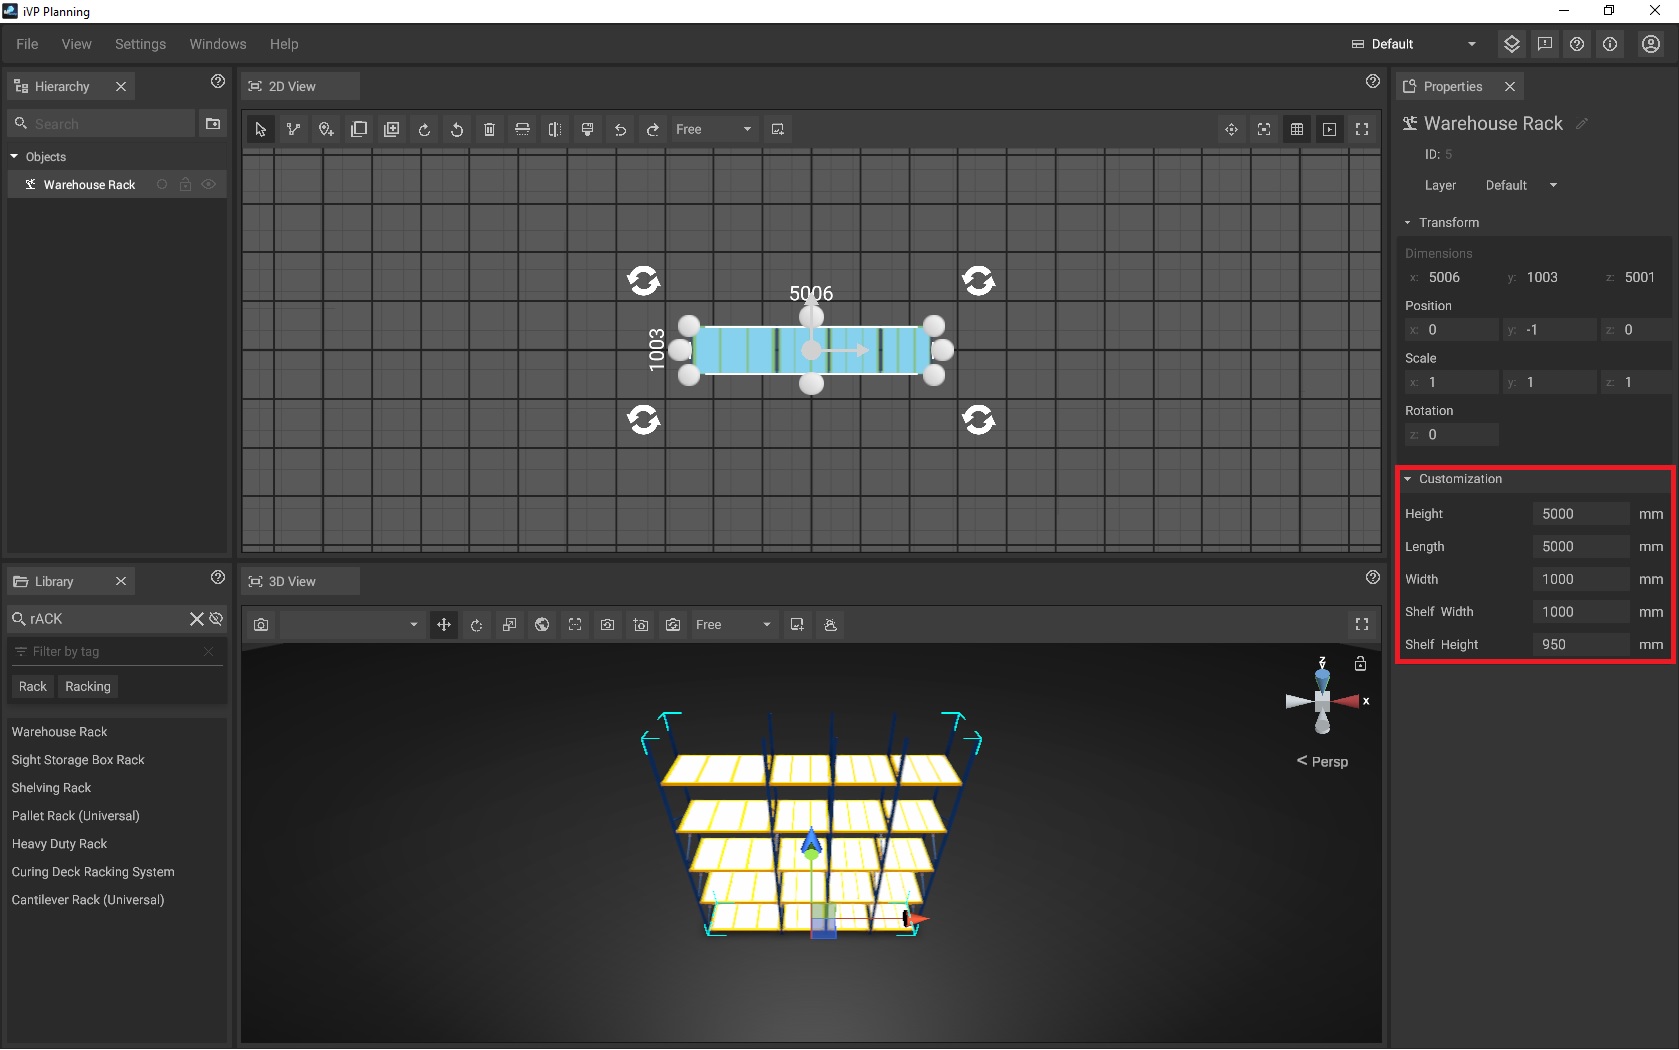 iVP Planning
File View Settings Windows Help
Default
Hierarchy
Search
Objects
Warehouse Rack
2D View
Free
5006
1003
Library
rACK
Filter by tag
Rack Racking
Warehouse Rack
Sight Storage Box Rack
Shelving Rack
Pallet Rack (Universal)
Heavy Duty Rack
Curing Deck Racking System
Cantilever Rack (Universal)
3D View
Free
Z
x
< Persp
Properties
Warehouse Rack
ID: 5
Layer Default
Transform
Dimensions
x: 5006 y: 1003 z: 5001
Position
x: 0 y: -1 z: 0
Scale
x: 1 y: 1 z: 1
Rotation
z: 0
Customization
Height 5000 mm
Length 5000 mm
Width 1000 mm
Shelf Width 1000 mm
Shelf Height 950 mm